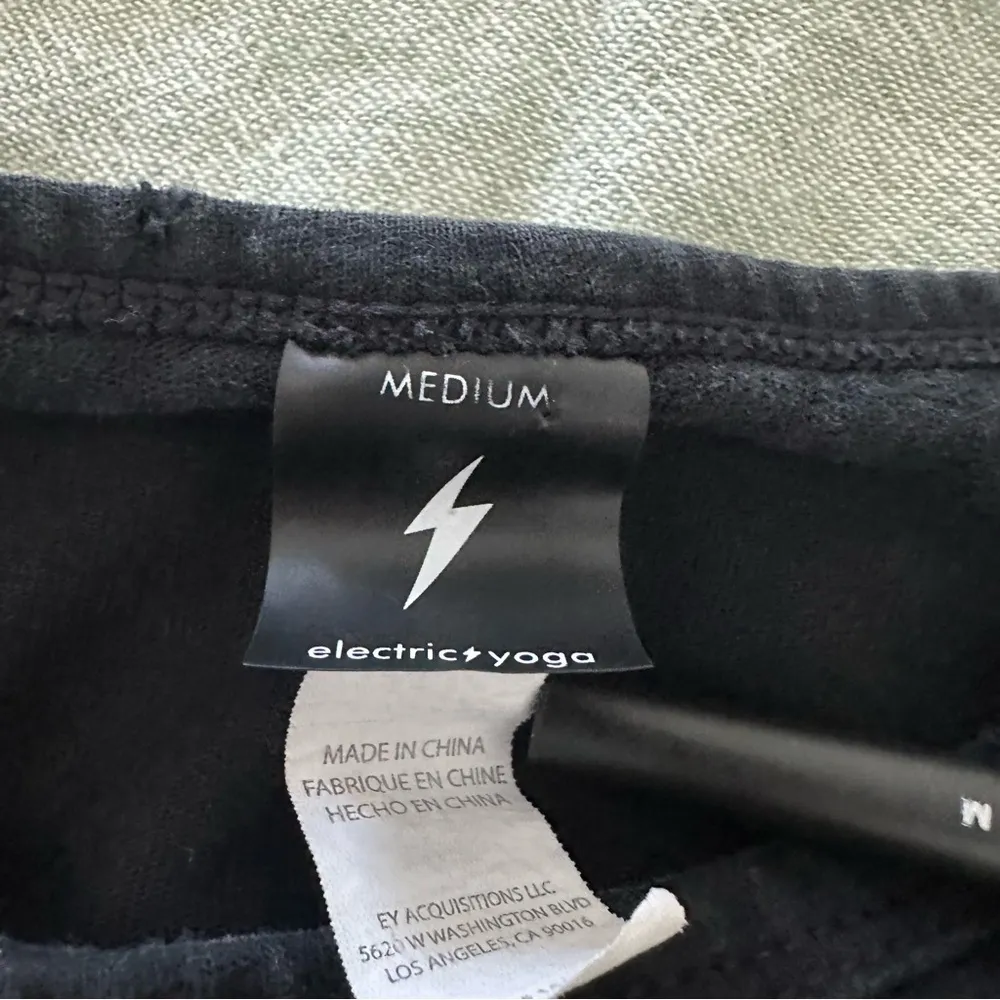 MEDIUM
electric yoga
MADE IN CHINA
FABRIQUE EN CHINE
HECHO EN CHINA
EY ACQUISITIONS LLC
5620 W WASHINGTON BLVD
LOS ANGELES, CA 90016
M